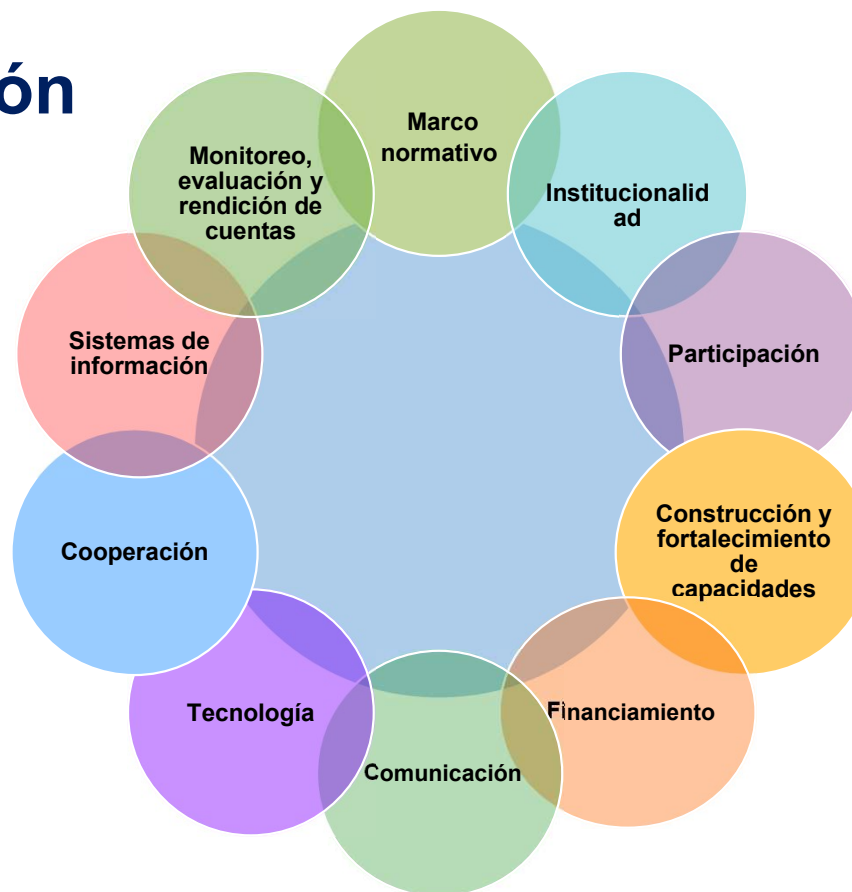 ón
Marco
normativo
Institucionalid
ad
Participación
Construcción y
fortalecimiento
de
capacidades
Financiamiento
Comunicación
Tecnología
Cooperación
Sistemas de
información
Monitoreo,
evaluación y
rendición de
cuentas